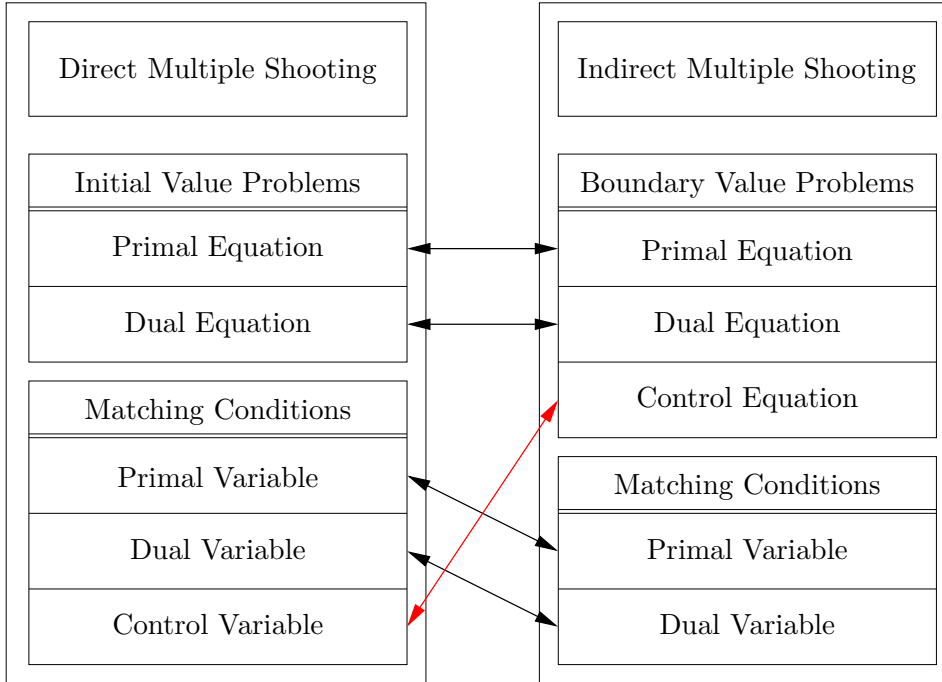 Direct Multiple Shooting
Initial Value Problems
Primal Equation
Dual Equation
Matching Conditions
Primal Variable
Dual Variable
Control Variable
Indirect Multiple Shooting
Boundary Value Problems
Primal Equation
Dual Equation
Control Equation
Matching Conditions
Primal Variable
Dual Variable